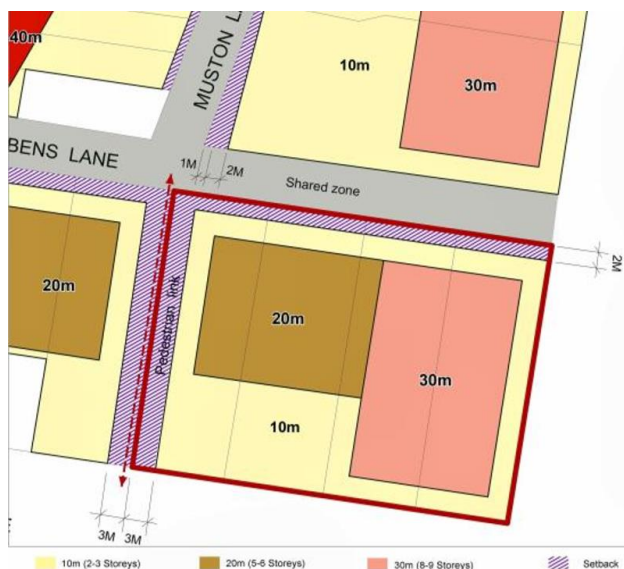 40m
MUSTON L
10m
30m
BENS LANE
1M
2M
Shared zone
2M
20m
Pedestrian link
20m
30m
10m
3M
3M
10m (2-3 Storeys)
20m (5-6 Storeys)
30m (8-9 Storeys)
Setback